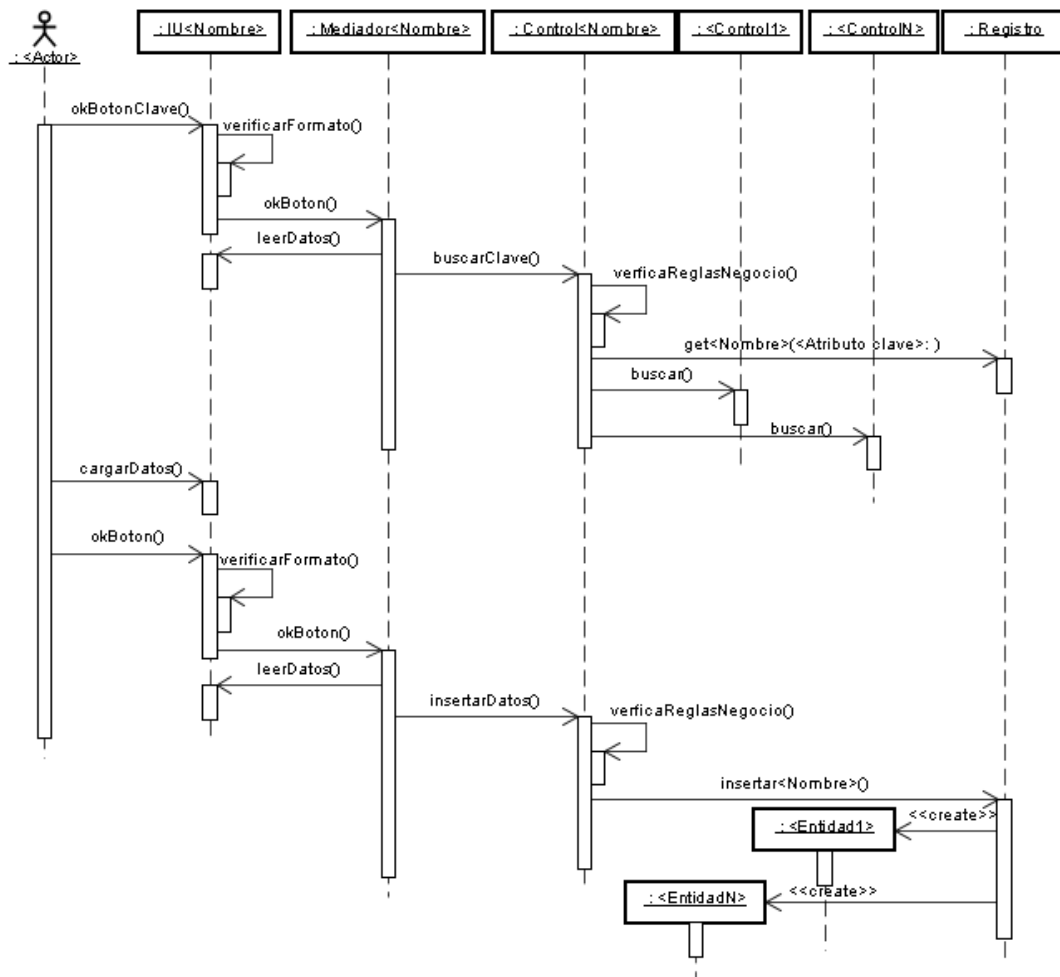 : IU<Nombre>
: Mediador<Nombre>
: Control<Nombre>
: <Control1>
: <ControlN>
: Registro
: <Actor>
okBotonClave()
verificarFormato()
okBoton()
leerDatos()
buscarClave()
verficaReglasNegocio()
get<Nombre>(<Atributo clave>: )
buscar()
buscar()
cargarDatos()
okBoton()
verificarFormato()
okBoton()
leerDatos()
insertarDatos()
verficaReglasNegocio()
insertar<Nombre>()
<<create>>
: <Entidad1>
<<create>>
: <EntidadN>